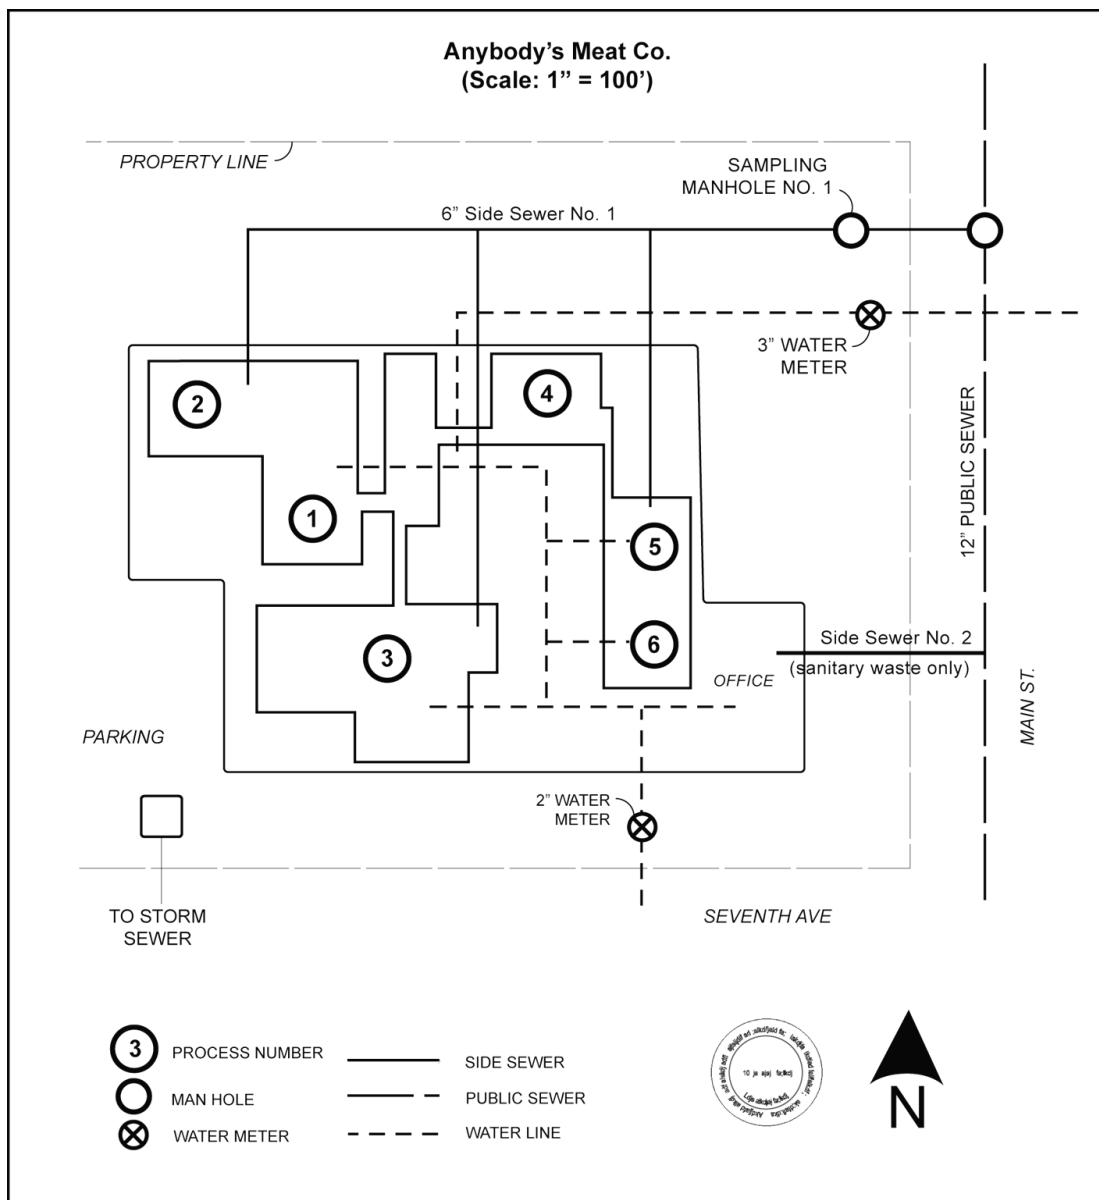 Anybody’s Meat Co.
(Scale: 1” = 100’)
PROPERTY LINE
SAMPLING
MANHOLE NO. 1
6” Side Sewer No. 1
3” WATER
METER
2
4
1
5
3
6
12” PUBLIC SEWER
Side Sewer No. 2
(sanitary waste only)
OFFICE
MAIN ST.
PARKING
2” WATER
METER
TO STORM
SEWER
SEVENTH AVE
3
PROCESS NUMBER
SIDE SEWER
MAN HOLE
PUBLIC SEWER
WATER METER
WATER LINE
N